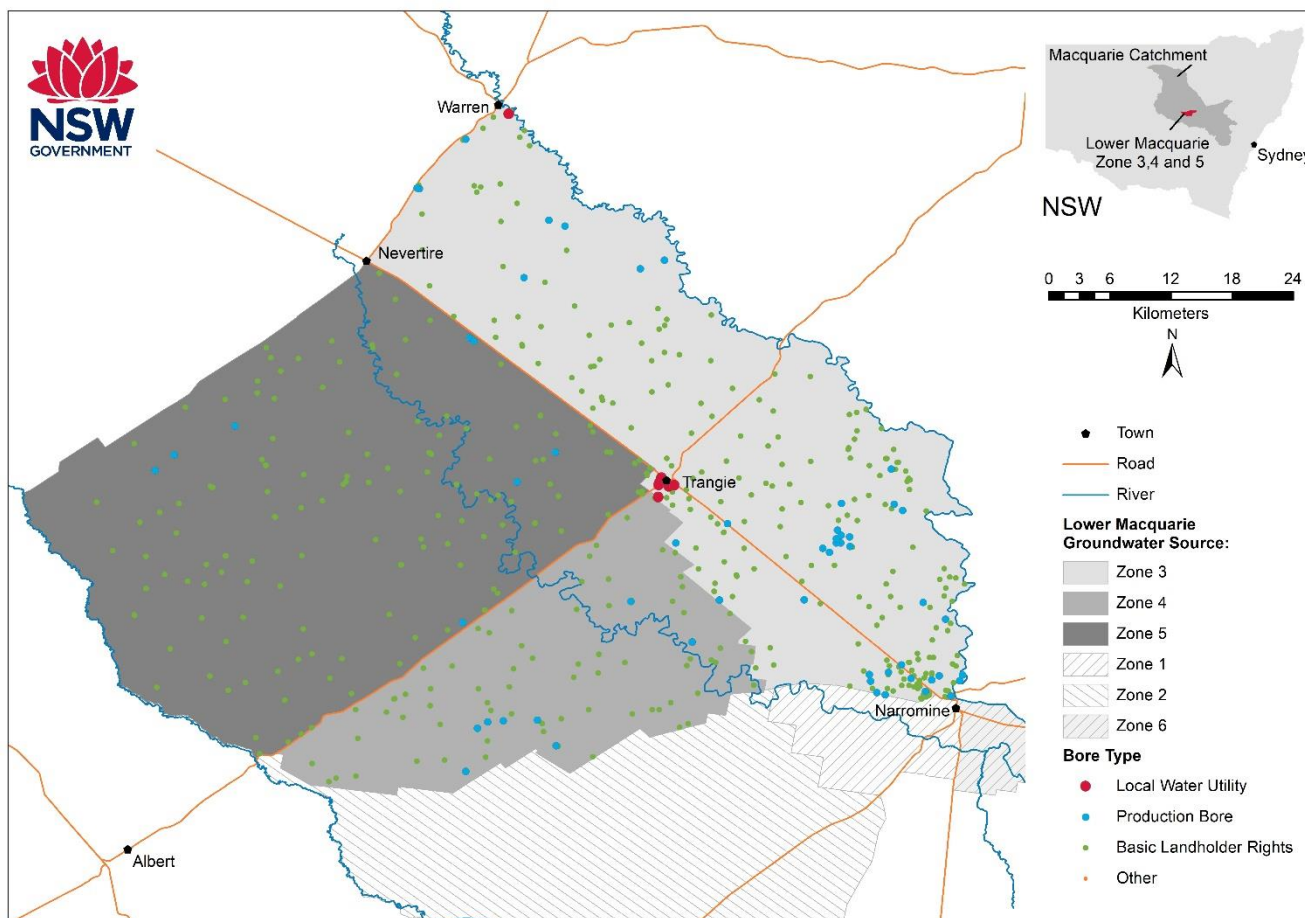 NSW
GOVERNMENT
Warren
Nevertire
Trangie
Narromine
Albert
Macquarie Catchment
Lower Macquarie
Zone 3,4 and 5
Sydney
NSW
0 3 6 12 18 24
Kilometers
N
Town
Road
River
Lower Macquarie
Groundwater Source:
Zone 3
Zone 4
Zone 5
Zone 1
Zone 2
Zone 6
Bore Type
Local Water Utility
Production Bore
Basic Landholder Rights
Other